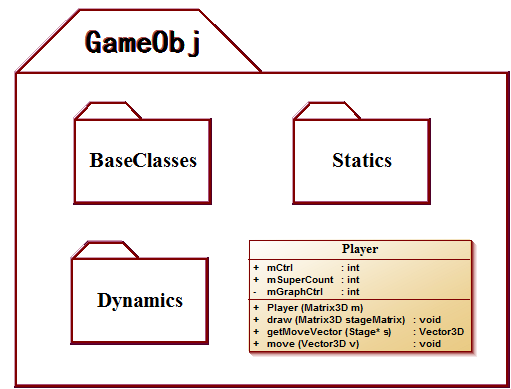 GameObj
BaseClasses
Statics
Dynamics
Player
+ mCtrl : int
+ mSuperCount : int
- mGraphCtrl : int
+ Player (Matrix3D m)
+ draw (Matrix3D stageMatrix) : void
+ getMoveVector (Stage* s) : Vector3D
+ move (Vector3D v) : void